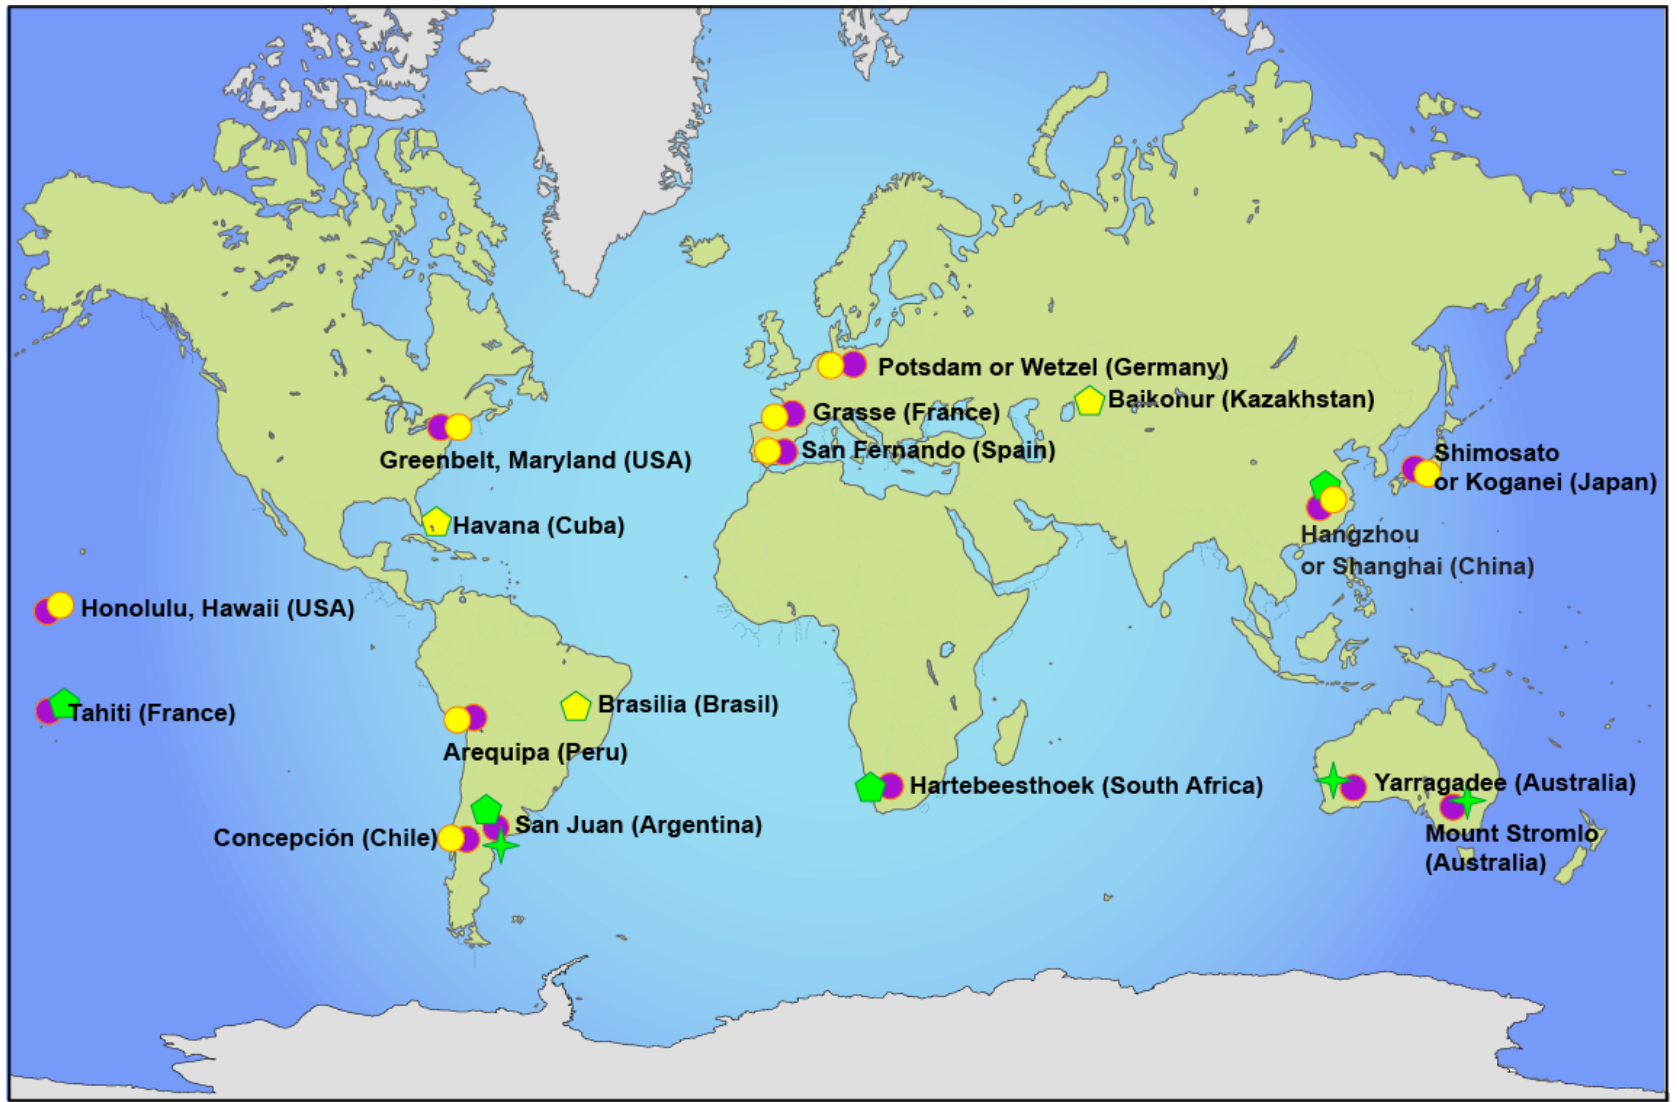 Potsdam or Wetzel (Germany)
Baikonur (Kazakhstan)
Grasse (France)
San Fernando (Spain)
Greenbelt, Maryland (USA)
Shimosato
or Koganei (Japan)
Havana (Cuba)
Hangzhou
or Shanghai (China)
Honolulu, Hawaii (USA)
Brasilia (Brasil)
Tahiti (France)
Arequipa (Peru)
Hartebeesthoek (South Africa)
Yarragadee (Australia)
San Juan (Argentina)
Concepción (Chile)
Mount Stromlo
(Australia)